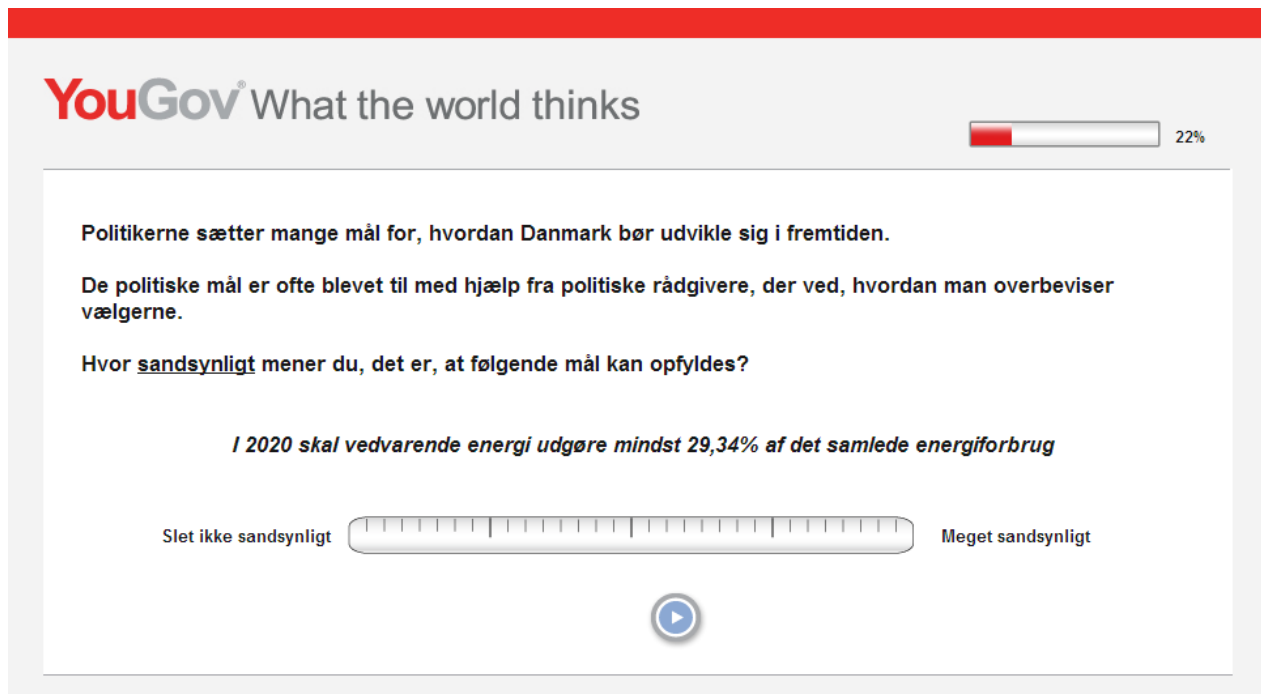 YouGov® What the world thinks
22%
Politikerne sætter mange mål for, hvordan Danmark bør udvikle sig i fremtiden.
De politiske mål er ofte blevet til med hjælp fra politiske rådgivere, der ved, hvordan man overbeviser
vælgerne.
Hvor sandsynligt mener du, det er, at følgende mål kan opfyldes?
I 2020 skal vedvarende energi udgøre mindst 29,34% af det samlede energiforbrug
Slet ikke sandsynligt
Meget sandsynligt